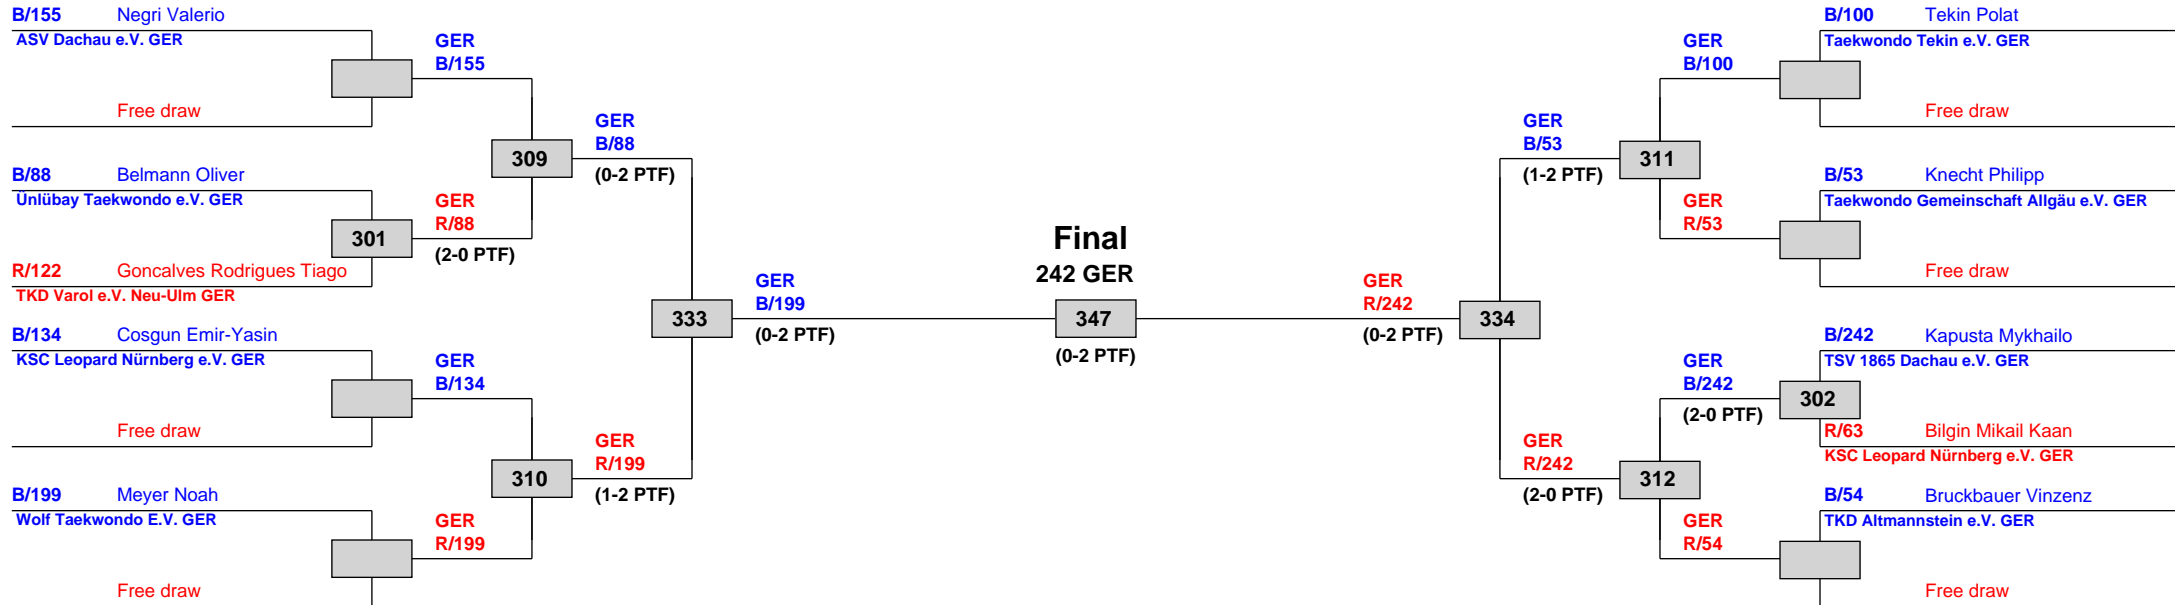 B/155 Negri Valerio
ASV Dachau e.V. GER
GER
B/155
Free draw
GER
B/88
309
(0-2 PTF)
B/88 Belmann Oliver
Ünlübay Taekwondo e.V. GER
GER
R/88
301
(2-0 PTF)
R/122 Goncalves Rodrigues Tiago
TKD Varol e.V. Neu-Ulm GER
GER
B/199
333
(0-2 PTF)
B/134 Cosgun Emir-Yasin
KSC Leopard Nürnberg e.V. GER
GER
B/134
Free draw
GER
R/199
310
(1-2 PTF)
B/199 Meyer Noah
Wolf Taekwondo E.V. GER
GER
R/199
Free draw
Final
242 GER
347
(0-2 PTF)
B/100 Tekin Polat
Taekwondo Tekin e.V. GER
GER
B/100
Free draw
GER
B/53
311
(1-2 PTF)
B/53 Knecht Philipp
Taekwondo Gemeinschaft Allgäu e.V. GER
GER
R/53
Free draw
GER
R/242
334
(0-2 PTF)
B/242 Kapusta Mykhailo
TSV 1865 Dachau e.V. GER
GER
B/242
302
(2-0 PTF)
R/63 Bilgin Mikail Kaan
KSC Leopard Nürnberg e.V. GER
GER
R/242
312
(2-0 PTF)
B/54 Bruckbauer Vinzenz
TKD Altmannstein e.V. GER
GER
R/54
Free draw